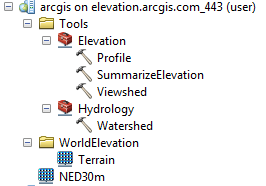 arcgis on elevation.arcgis.com_443 (user)
Tools
Elevation
Profile
SummarizeElevation
Viewshed
Hydrology
Watershed
WorldElevation
Terrain
NED30m